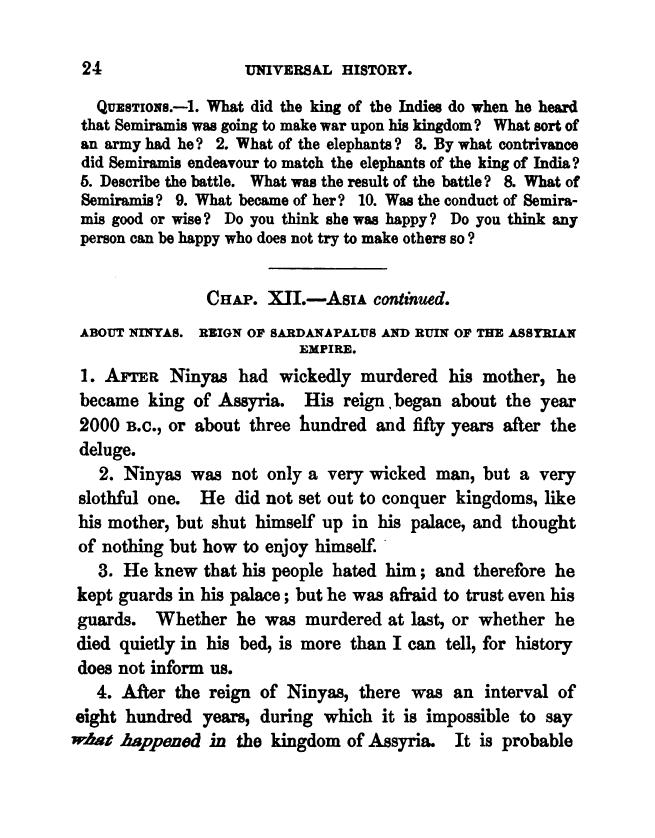 24 UNIVERSAL HISTORY.
QUESTIONS.—1. What did the king of the Indies do when he heard
that Semiramis was going to make war upon his kingdom? What sort of
an army had he? 2. What of the elephants? 3. By what contrivance
did Semiramis endeavour to match the elephants of the king of India?
5. Describe the battle. What was the result of the battle? 8. What of
Semiramis? 9. What became of her? 10. Was the conduct of Semira-
mis good or wise? Do you think she was happy? Do you think any
person can be happy who does not try to make others so?
CHAP. XII.—ASIA continued.
ABOUT NINYAS. REIGN OF SARDANAPALUS AND RUIN OF THE ASSYRIAN
EMPIRE.
1. AFTER Ninyas had wickedly murdered his mother, he
became king of Assyria. His reign began about the year
2000 B.C., or about three hundred and fifty years after the
deluge.
2. Ninyas was not only a very wicked man, but a very
slothful one. He did not set out to conquer kingdoms, like
his mother, but shut himself up in his palace, and thought
of nothing but how to enjoy himself.
3. He knew that his people hated him; and therefore he
kept guards in his palace; but he was afraid to trust even his
guards. Whether he was murdered at last, or whether he
died quietly in his bed, is more than I can tell, for history
does not inform us.
4. After the reign of Ninyas, there was an interval of
eight hundred years, during which it is impossible to say
what happened in the kingdom of Assyria. It is probable